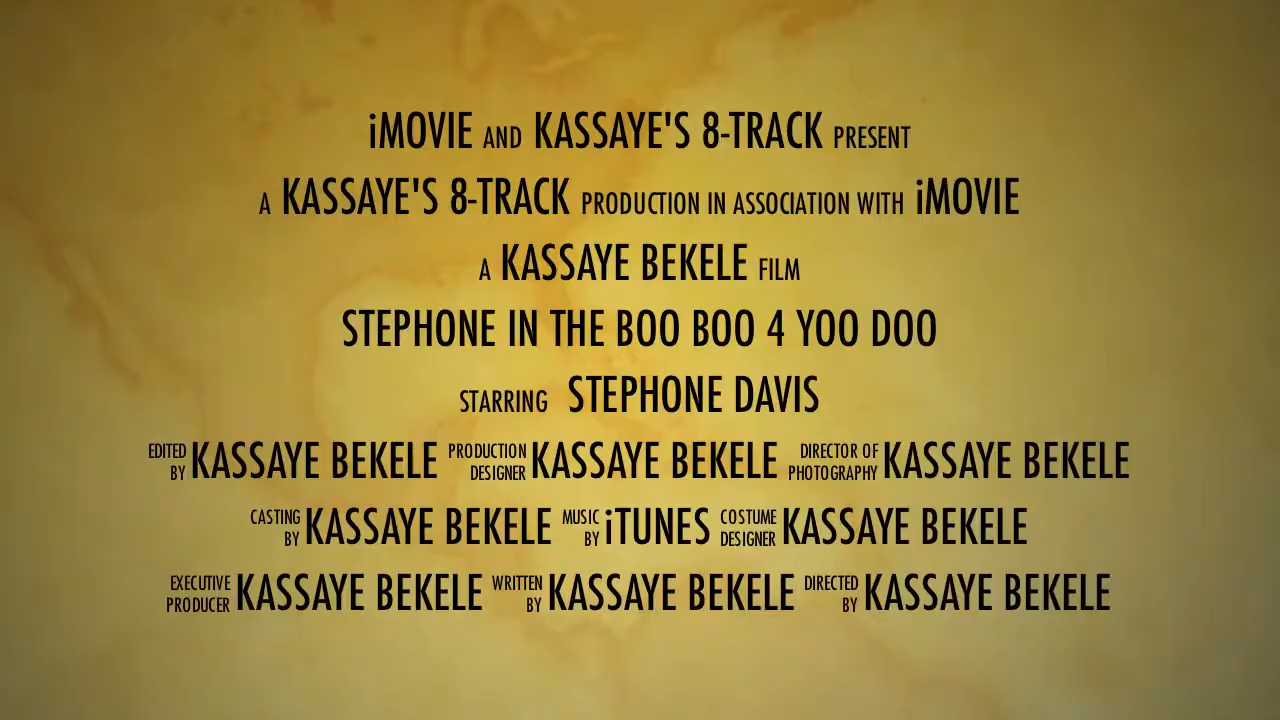 iMOVIE AND KASSAYE'S 8-TRACK PRESENT
A KASSAYE'S 8-TRACK PRODUCTION IN ASSOCIATION WITH iMOVIE
A KASSAYE BEKELE FILM
STEPHONE IN THE BOO BOO 4 YOO DOO
STARRING STEPHONE DAVIS
EDITED BY KASSAYE BEKELE PRODUCTION DESIGNER KASSAYE BEKELE DIRECTOR OF PHOTOGRAPHY KASSAYE BEKELE
CASTING BY KASSAYE BEKELE MUSIC BY iTUNES COSTUME DESIGNER KASSAYE BEKELE
EXECUTIVE PRODUCER KASSAYE BEKELE WRITTEN BY KASSAYE BEKELE DIRECTED BY KASSAYE BEKELE